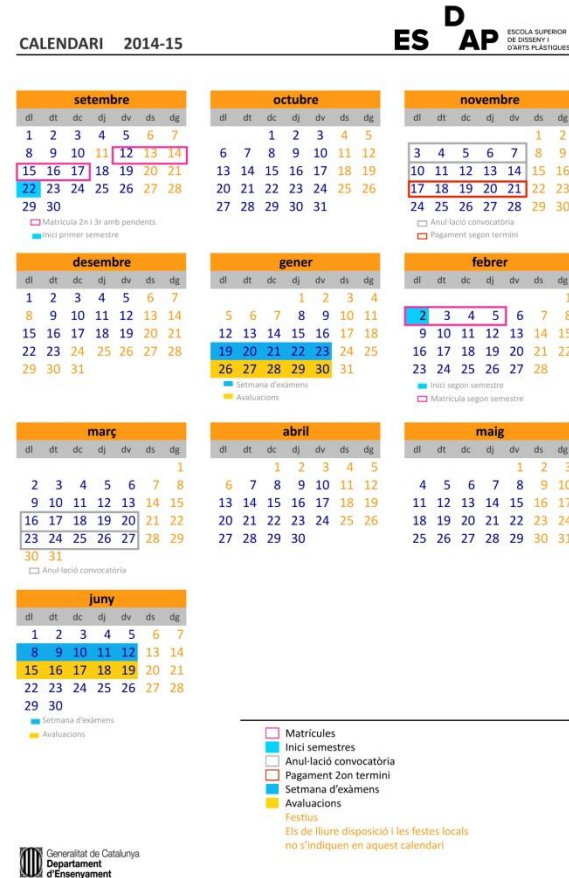 CALENDARI 2014-15
ES DAP
ESCOLA SUPERIOR
DE DISSENY I
D'ARTS PLÀSTIQUES
setembre
dl dt dc dj dv ds dg
1 2 3 4 5 6 7
8 9 10 11 12 13 14
15 16 17 18 19 20 21
22 23 24 25 26 27 28
29 30
Matrícula 2n i 3r amb pendents
Inici primer semestre
octubre
dl dt dc dj dv ds dg
1 2 3 4 5
6 7 8 9 10 11 12
13 14 15 16 17 18 19
20 21 22 23 24 25 26
27 28 29 30 31
novembre
dl dt dc dj dv ds dg
1 2
3 4 5 6 7 8 9
10 11 12 13 14 15 16
17 18 19 20 21 22 23
24 25 26 27 28 29 30
Anul·lació convocatòria
Pagament segon termini
desembre
dl dt dc dj dv ds dg
1 2 3 4 5 6 7
8 9 10 11 12 13 14
15 16 17 18 19 20 21
22 23 24 25 26 27 28
29 30 31
gener
dl dt dc dj dv ds dg
1 2 3 4
5 6 7 8 9 10 11
12 13 14 15 16 17 18
19 20 21 22 23 24 25
26 27 28 29 30 31
Setmana d'exàmens
Avaluacions
febrer
dl dt dc dj dv ds dg
1
2 3 4 5 6 7 8
9 10 11 12 13 14 15
16 17 18 19 20 21 22
23 24 25 26 27 28
Inici segon semestre
Matrícula segon semestre
març
dl dt dc dj dv ds dg
1
2 3 4 5 6 7 8
9 10 11 12 13 14 15
16 17 18 19 20 21 22
23 24 25 26 27 28 29
30 31
Anul·lació convocatòria
abril
dl dt dc dj dv ds dg
1 2 3 4 5
6 7 8 9 10 11 12
13 14 15 16 17 18 19
20 21 22 23 24 25 26
27 28 29 30
maig
dl dt dc dj dv ds dg
1 2 3
4 5 6 7 8 9 10
11 12 13 14 15 16 17
18 19 20 21 22 23 24
25 26 27 28 29 30 31
juny
dl dt dc dj dv ds dg
1 2 3 4 5 6 7
8 9 10 11 12 13 14
15 16 17 18 19 20 21
22 23 24 25 26 27 28
29 30
Setmana d'exàmens
Avaluacions
Matrícules
Inici semestres
Anul·lació convocatòria
Pagament 2on termini
Setmana d'exàmens
Avaluacions
Festius
Els de lliure disposició i les festes locals
no s'indiquen en aquest calendari
Generalitat de Catalunya
Departament
d'Ensenyament